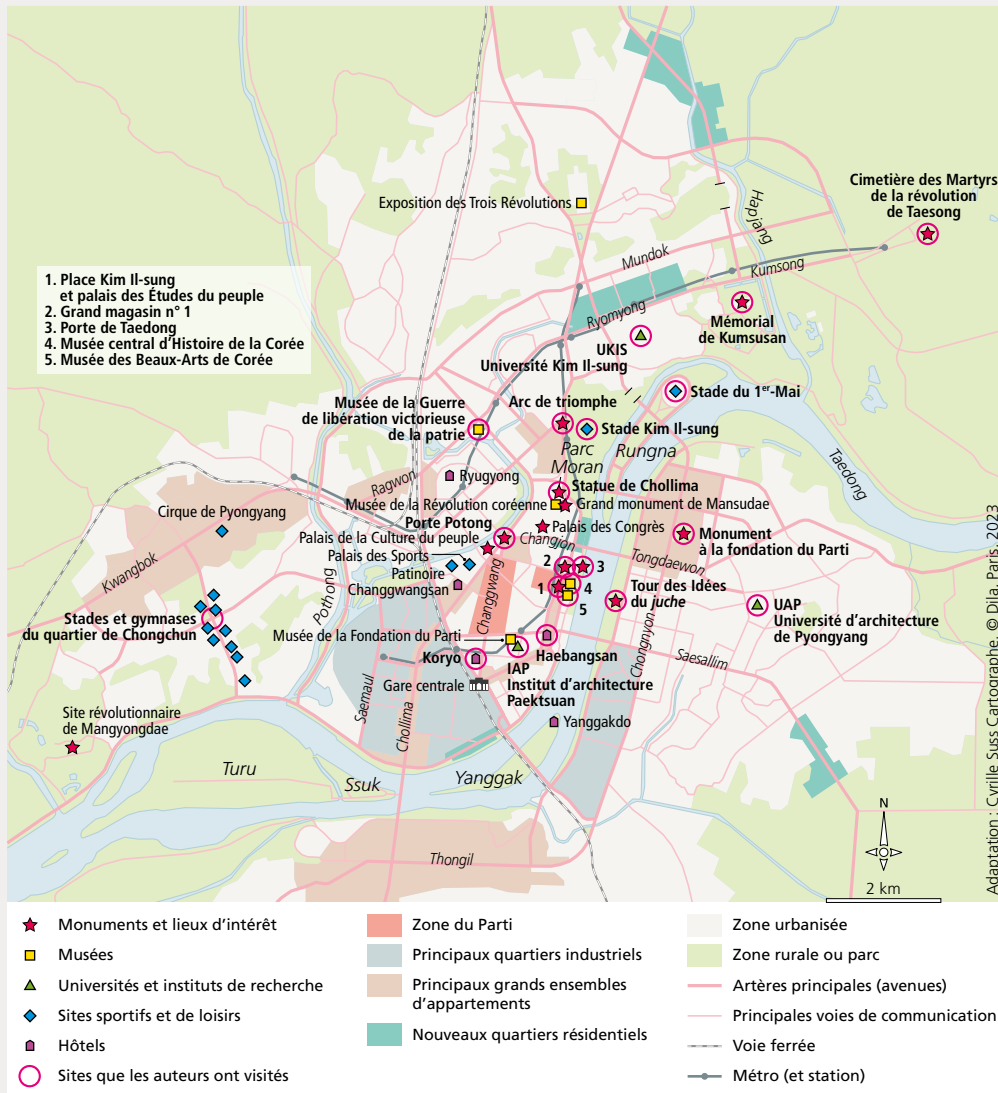 Exposition des Trois Révolutions
Cimetière des Martyrs
de la révolution
de Taesong
Hapjang
Mundok
Kumsong
Ryomyong
1. Place Kim Il-sung
et palais des Études du peuple
2. Grand magasin n° 1
3. Porte de Taedong
4. Musée central d'Histoire de la Corée
5. Musée des Beaux-Arts de Corée
Mémorial
de Kumsusan
UKIS
Université Kim Il-sung
Stade du 1er-Mai
Musée de la Guerre
de libération victorieuse
de la patrie
Arc de triomphe
Stade Kim Il-sung
Parc
Moran
Rungna
Taedong
Ragwon
Ryugyong
Statue de Chollima
Musée de la Révolution coréenne
Grand monument de Mansudae
Cirque de Pyongyang
Porte Potong
Palais de la Culture du peuple
Palais des Congrès
Changjon
Monument
à la fondation du Parti
Palais des Sports
Patinoire
Changgwangsan
Changgwang
Tongdaewon
Kwangbok
Pothong
2
3
1
4
5
Tour des Idées
du juche
UAP
Université d'architecture
de Pyongyang
Stades et gymnases
du quartier de Chongchun
Musée de la Fondation du Parti
Koryo
Haebangsan
IAP
Institut d'architecture
Paektsuan
Chongnyon
Saesallim
Gare centrale
Saemaul
Chollima
Yanggakdo
Site révolutionnaire
de Mangyongdae
Turu
Ssuk
Yanggak
Thongil
N
2 km
Adaptation : Cyrille Suss Cartographe. © Dila, Paris, 2023
Monuments et lieux d'intérêt
Musées
Universités et instituts de recherche
Sites sportifs et de loisirs
Hôtels
Sites que les auteurs ont visités
Zone du Parti
Principaux quartiers industriels
Principaux grands ensembles
d'appartements
Nouveaux quartiers résidentiels
Zone urbanisée
Zone rurale ou parc
Artères principales (avenues)
Principales voies de communication
Voie ferrée
Métro (et station)